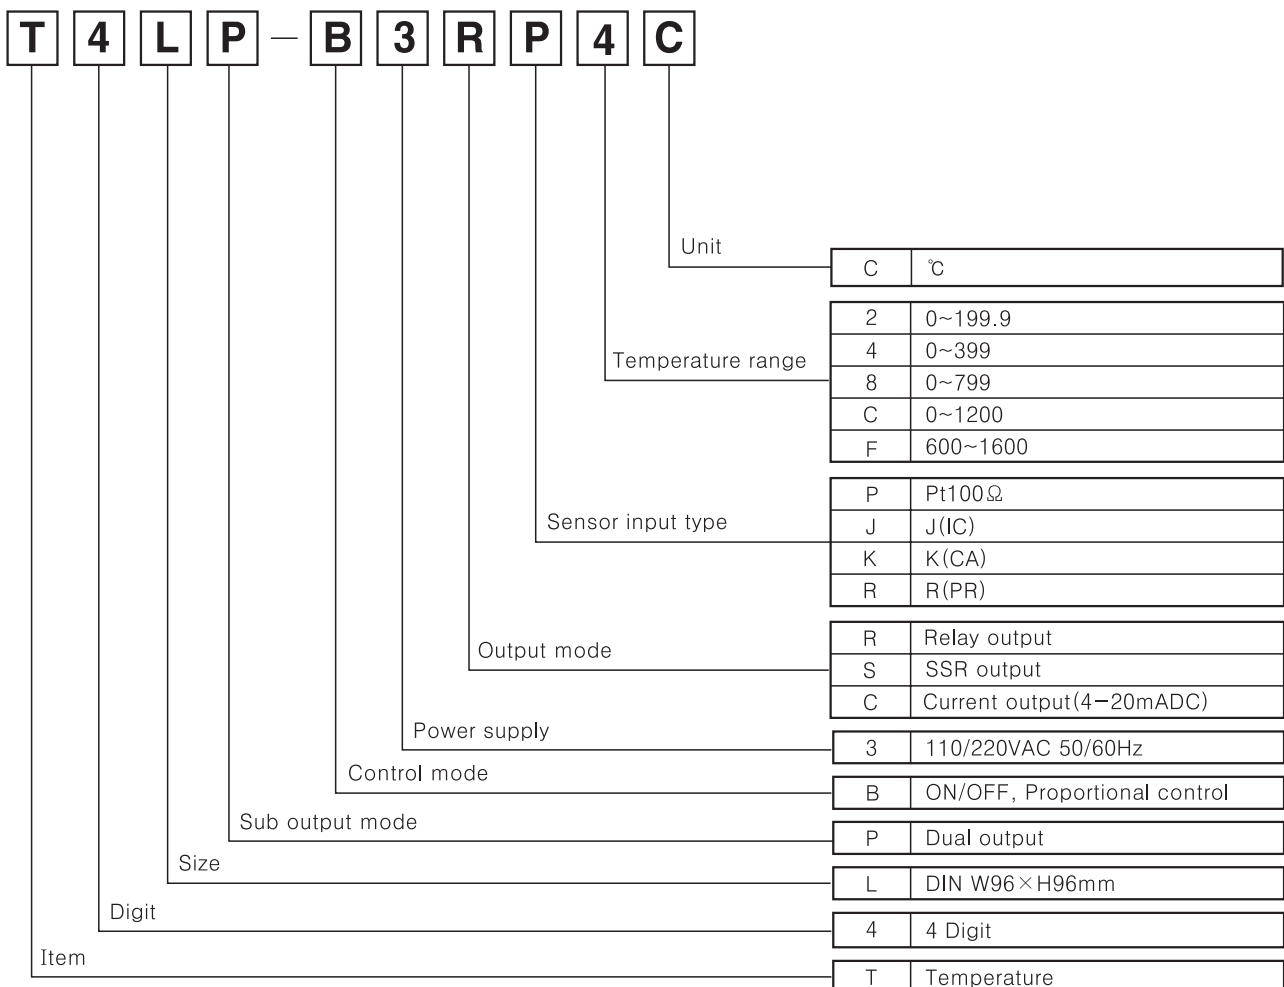 T 4 L P - B 3 R P 4 C
Unit
C ℃
2 0~199.9
4 0~399
Temperature range
8 0~799
C 0~1200
F 600~1600
P Pt100Ω
Sensor input type
J J(IC)
K K(CA)
R R(PR)
R Relay output
Output mode
S SSR output
C Current output(4-20mADC)
Power supply
3 110/220VAC 50/60Hz
Control mode
B ON/OFF, Proportional control
Sub output mode
P Dual output
Size
L DIN W96×H96mm
Digit
4 4 Digit
Item
T Temperature